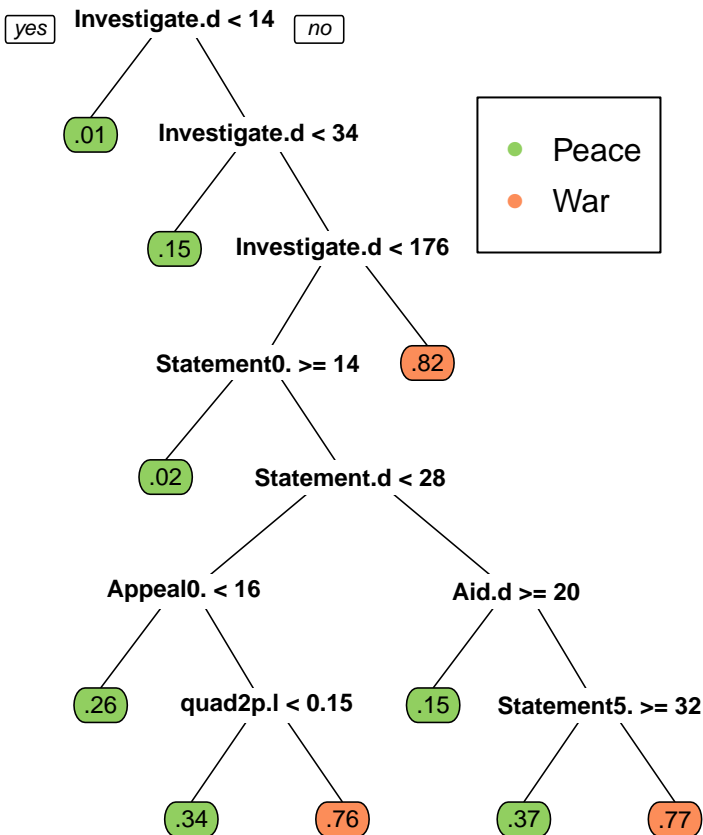 Investigate.d < 14
yes
no
.01
Investigate.d < 34
Peace
War
.15
Investigate.d < 176
Statement0. >= 14
.82
.02
Statement.d < 28
Appeal0. < 16
Aid.d >= 20
.26
quad2p.l < 0.15
.15
Statement5. >= 32
.34
.76
.37
.77